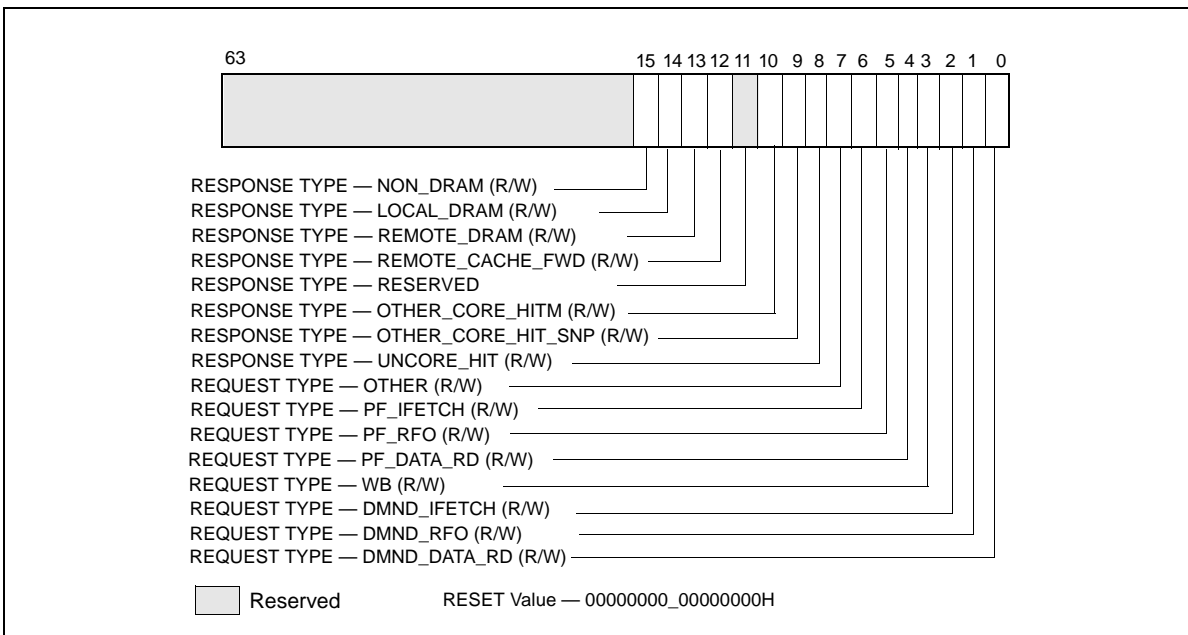 63 15 14 13 12 11 10 9 8 7 6 5 4 3 2 1 0
RESPONSE TYPE — NON_DRAM (R/W)
RESPONSE TYPE — LOCAL_DRAM (R/W)
RESPONSE TYPE — REMOTE_DRAM (R/W)
RESPONSE TYPE — REMOTE_CACHE_FWD (R/W)
RESPONSE TYPE — RESERVED
RESPONSE TYPE — OTHER_CORE_HITM (R/W)
RESPONSE TYPE — OTHER_CORE_HIT_SNP (R/W)
RESPONSE TYPE — UNCORE_HIT (R/W)
REQUEST TYPE — OTHER (R/W)
REQUEST TYPE — PF_IFETCH (R/W)
REQUEST TYPE — PF_RFO (R/W)
REQUEST TYPE — PF_DATA_RD (R/W)
REQUEST TYPE — WB (R/W)
REQUEST TYPE — DMND_IFETCH (R/W)
REQUEST TYPE — DMND_RFO (R/W)
REQUEST TYPE — DMND_DATA_RD (R/W)
Reserved RESET Value — 00000000_00000000H